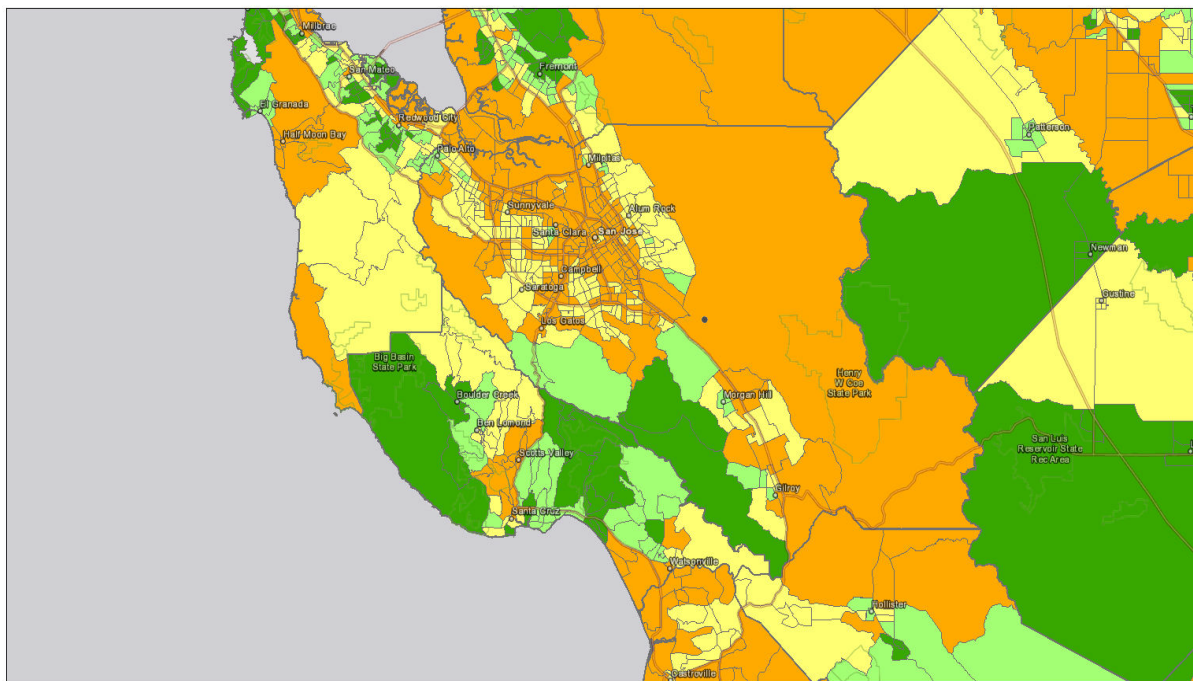 Millbrae
San Mateo
Fremont
El Granada
Redwood City
Half Moon Bay
Palo Alto
Patterson
Milpitas
Sunnyvale
Alum Rock
Santa Clara
San Jose
Newman
Campbell
Saratoga
Gustine
Los Gatos
Big Basin
State Park
Henry
W Coe
State Park
Boulder Creek
Morgan Hill
Ben Lomond
San Luis
Reservoir State
Rec Area
L
Scotts Valley
Gilroy
Santa Cruz
Watsonville
Hollister
Castroville